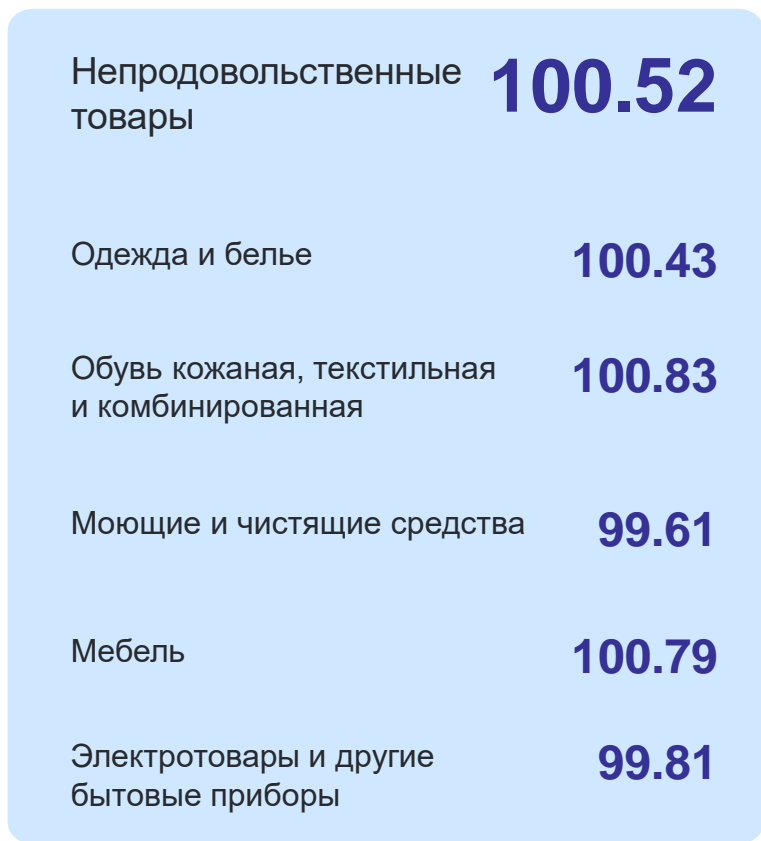 Непродовольственные 100.52
товары
Одежда и белье 100.43
Обувь кожаная, текстильная 100.83
и комбинированная
Моющие и чистящие средства 99.61
Мебель 100.79
Электротовары и другие 99.81
бытовые приборы